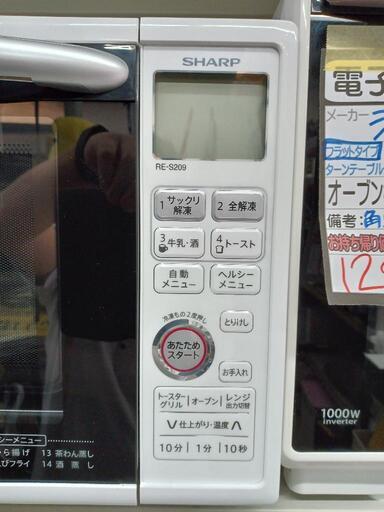 SHARP
RE-S209
1 サックリ
解凍
2 全解凍
3 牛乳・酒
4 トースト
自動
メニュー
ヘルシー
メニュー
冷凍もの2度押し
とりけし
あたため
スタート
お手入れ
トースター
グリル
オーブン
レンジ
出力切替
∨仕上がり・温度∧
10分
1分
10秒
シーメニュー
ら揚げ 13 茶わん蒸し
びフライ 14 酒 蒸し
電子
メーカー
フラットタイプ
ターンテーブル
オーブン
備考:角
お持ち帰り
12
1000W
inverter